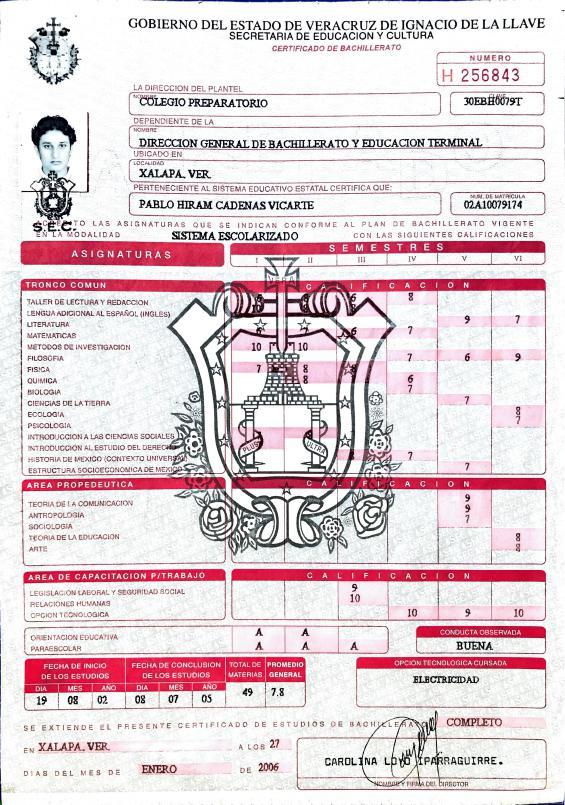 GOBIERNO DEL ESTADO DE VERACRUZ DE IGNACIO DE LA LLAVE
SECRETARIA DE EDUCACION Y CULTURA
CERTIFICADO DE BACHILLERATO
NUMERO
H 256843
LA DIRECCION DEL PLANTEL
NOMBRE
CLAVE
COLEGIO PREPARATORIO 30EBH0079T
DEPENDIENTE DE LA
NOMBRE
DIRECCION GENERAL DE BACHILLERATO Y EDUCACION TERMINAL
UBICADO EN
LOCALIDAD
XALAPA, VER.
PERTENECIENTE AL SISTEMA EDUCATIVO ESTATAL CERTIFICA QUE:
NUM. DE MATRICULA
PABLO HIRAM CADENAS VICARTE 02A10079174
S.E.C.
ACREDITO LAS ASIGNATURAS QUE SE INDICAN CONFORME AL PLAN DE BACHILLERATO VIGENTE
EN LA MODALIDAD SISTEMA ESCOLARIZADO CON LAS SIGUIENTES CALIFICACIONES
ASIGNATURAS SEMESTRES
I II III IV V VI
VERA
TRONCO COMUN CALIFICACION
TALLER DE LECTURA Y REDACCION 6 8
LENGUA ADICIONAL AL ESPAÑOL (INGLES) 10
LITERATURA 9 7
MATEMATICAS 6 7
METODOS DE INVESTIGACION 10 10
FILOSOFIA 7 6 9
FISICA 7 8
QUIMICA 8 6
BIOLOGIA 7
CIENCIAS DE LA TIERRA 7
ECOLOGIA 8
PSICOLOGIA 7
INTRODUCCION A LAS CIENCIAS SOCIALES
INTRODUCCION AL ESTUDIO DEL DERECHO
HISTORIA DE MEXICO (CONTEXTO UNIVERSAL) 8 7
ESTRUCTURA SOCIOECONOMICA DE MEXICO 7
PLUS ULTRA
AREA PROPEDEUTICA CALIFICACION
TEORIA DE LA COMUNICACION 9
ANTROPOLOGIA 9
SOCIOLOGIA 7
TEORIA DE LA EDUCACION 8
ARTE 8
AREA DE CAPACITACION P/TRABAJO CALIFICACION
LEGISLACION LABORAL Y SEGURIDAD SOCIAL 9
RELACIONES HUMANAS 10
OPCION TECNOLOGICA 10 9 10
ORIENTACION EDUCATIVA A A
PARAESCOLAR A A A
CONDUCTA OBSERVADA
BUENA
FECHA DE INICIO DE LOS ESTUDIOS FECHA DE CONCLUSION DE LOS ESTUDIOS TOTAL DE MATERIAS PROMEDIO GENERAL
DIA MES AÑO DIA MES AÑO
19 08 02 08 07 05 49 7.8
OPCION TECNOLOGICA CURSADA
ELECTRICIDAD
SE EXTIENDE EL PRESENTE CERTIFICADO DE ESTUDIOS DE BACHILLERATO COMPLETO
EN XALAPA, VER. A LOS 27
DIAS DEL MES DE ENERO DE 2006
CAROLINA LOYO IPARRAGUIRRE.
NOMBRE Y FIRMA DEL DIRECTOR